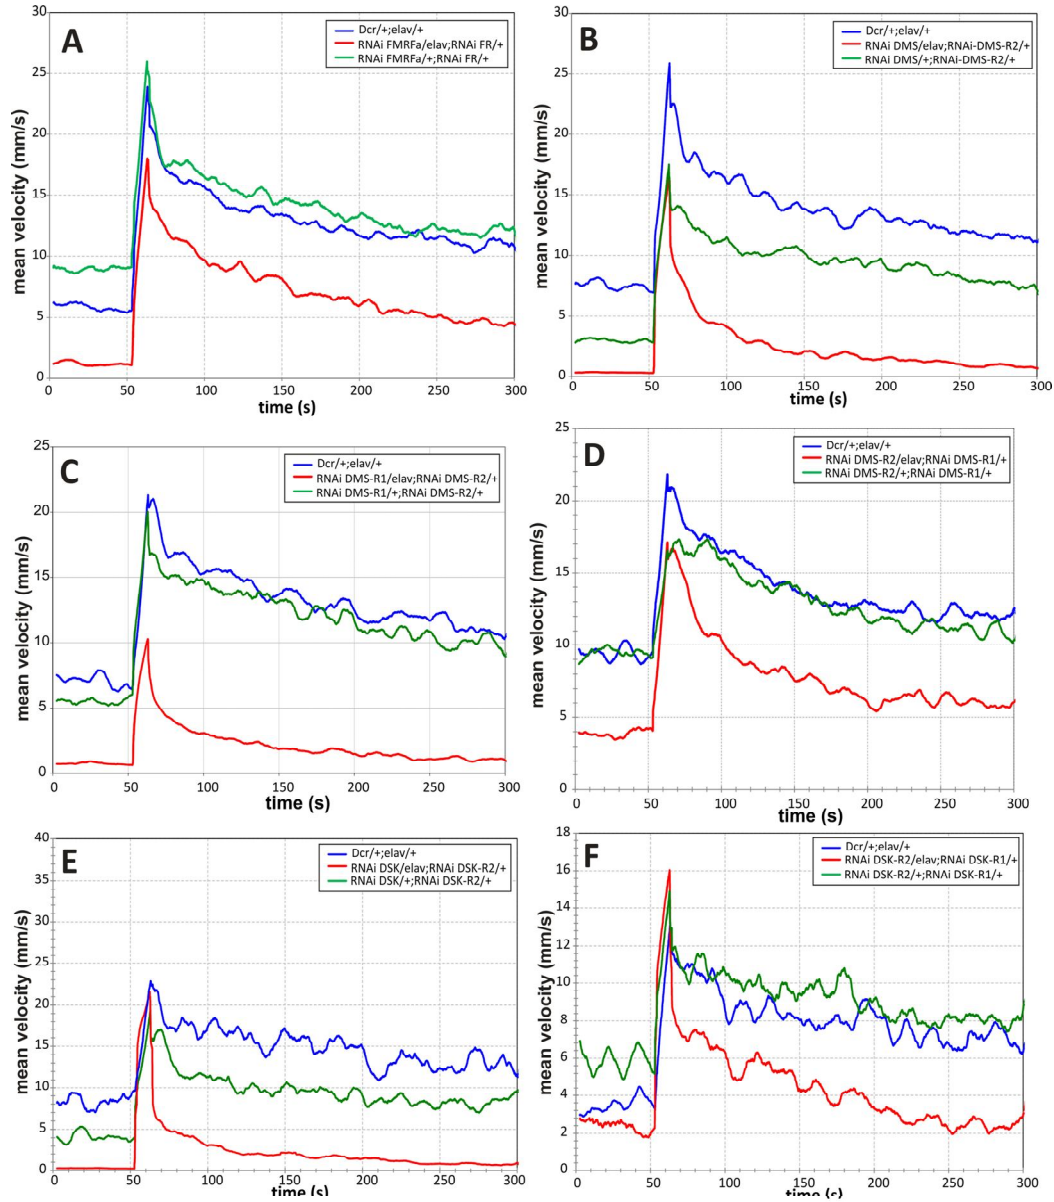 A
Dcr/+;elav/+
RNAi FMRFa/elav;RNAi FR/+
RNAi FMRFa/+;RNAi FR/+
mean velocity (mm/s)
30
25
20
15
10
5
0
0 50 100 150 200 250 300
time (s)
B
Dcr/+;elav/+
RNAi DMS/elav;RNAi-DMS-R2/+
RNAi DMS/+;RNAi-DMS-R2/+
mean velocity (mm/s)
30
25
20
15
10
5
0
0 50 100 150 200 250 300
time (s)
C
Dcr/+;elav/+
RNAi DMS-R1/elav;RNAi DMS-R2/+
RNAi DMS-R1/+;RNAi DMS-R2/+
mean velocity (mm/s)
25
20
15
10
5
0
0 50 100 150 200 250 300
time (s)
D
Dcr/+;elav/+
RNAi DMS-R2/elav;RNAi DMS-R1/+
RNAi DMS-R2/+;RNAi DMS-R1/+
mean velocity (mm/s)
25
20
15
10
5
0
0 50 100 150 200 250 300
time (s)
E
Dcr/+;elav/+
RNAi DSK/elav;RNAi DSK-R2/+
RNAi DSK/+;RNAi DSK-R2/+
mean velocity (mm/s)
40
35
30
25
20
15
10
5
0
0 50 100 150 200 250 300
time (s)
F
Dcr/+;elav/+
RNAi DSK-R2/elav;RNAi DSK-R1/+
RNAi DSK-R2/+;RNAi DSK-R1/+
mean velocity (mm/s)
18
16
14
12
10
8
6
4
2
0
0 50 100 150 200 250 300
time (s)